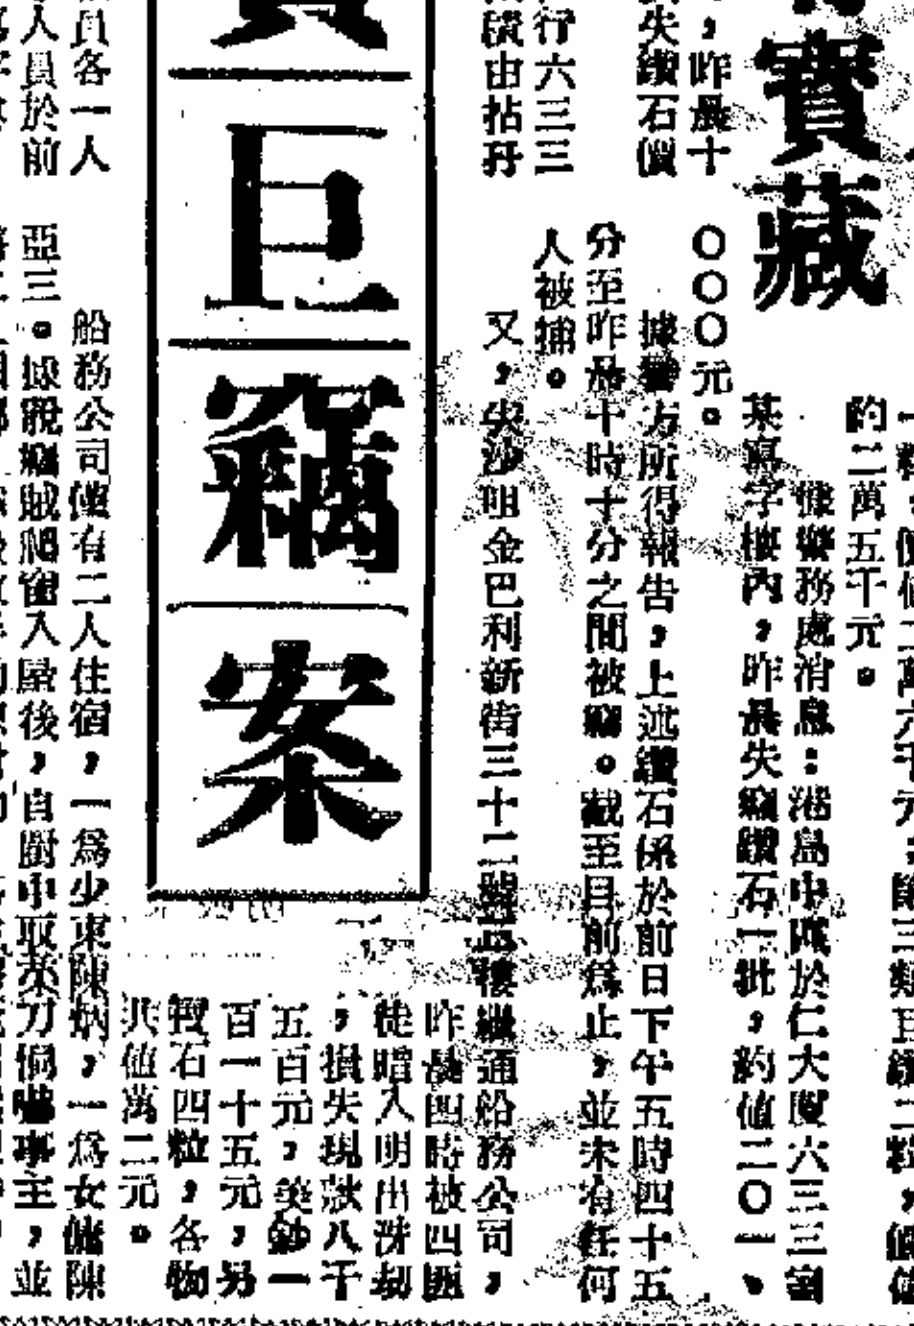 寶藏
，昨晨十
失鑽石價
行六三三
由拈孖
巨竊案
員各一人
人員於前
約二萬五千元。
據警務處消息：港島中區於仁大厦六三三室
某寫字樓內，昨晨失竊鑽石一批，約值二〇一、
〇〇〇元。
據警方所得報告，上述鑽石係於前日下午五時四十五
分至昨晨十時十分之間被竊。截至目前爲止，並未有任何
人被捕。
又，尖沙咀金巴利新街三十二號三樓繼通船務公司，
昨晨四時被四匪
徒暗入明出洗劫
，損失現款八千
五百元，美鈔一
百一十五元，另
寶石四粒，各物
共值萬二元。
船務公司僅有二人住宿，一爲少東陳炳，一爲女傭陳
亞三。據說竊賊爬窗入屋後，自厨中取菜刀恫嚇事主，並